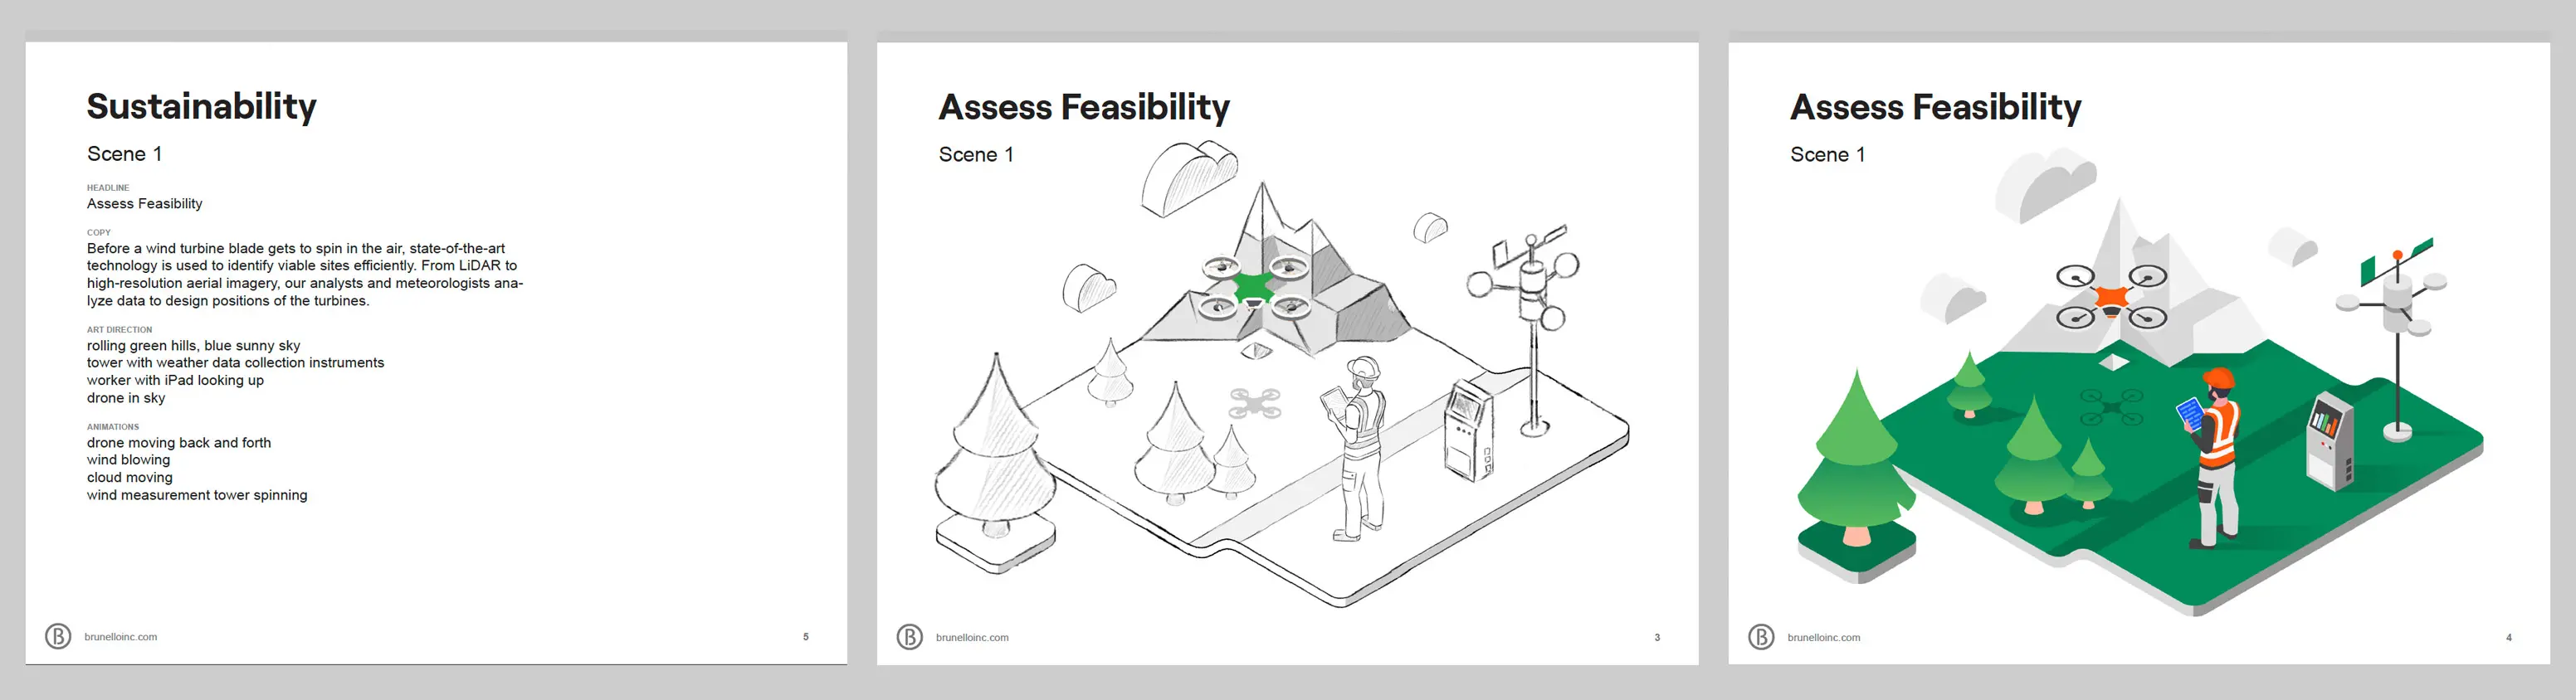 Sustainability
Scene 1
HEADLINE
Assess Feasibility
COPY
Before a wind turbine blade gets to spin in the air, state-of-the-art
technology is used to identify viable sites efficiently. From LiDAR to
high-resolution aerial imagery, our analysts and meteorologists ana-
lyze data to design positions of the turbines.
ART DIRECTION
rolling green hills, blue sunny sky
tower with weather data collection instruments
worker with iPad looking up
drone in sky
ANIMATIONS
drone moving back and forth
wind blowing
cloud moving
wind measurement tower spinning
B brunelloinc.com 5
Assess Feasibility
Scene 1
B brunelloinc.com 3
Assess Feasibility
Scene 1
B brunelloinc.com 4